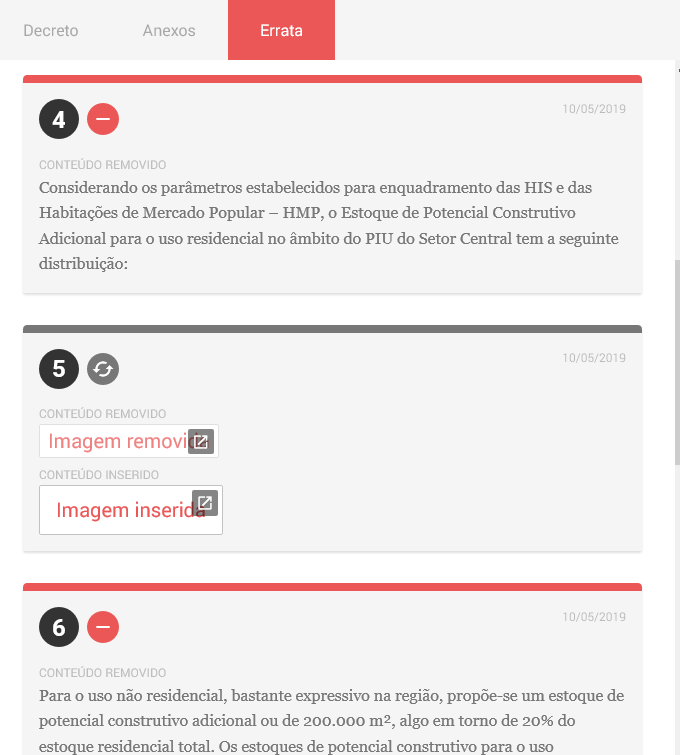 Decreto Anexos Errata
4 10/05/2019
CONTEÚDO REMOVIDO
Considerando os parâmetros estabelecidos para enquadramento das HIS e das
Habitações de Mercado Popular – HMP, o Estoque de Potencial Construtivo
Adicional para o uso residencial no âmbito do PIU do Setor Central tem a seguinte
distribuição:
5 10/05/2019
CONTEÚDO REMOVIDO
Imagem removida
CONTEÚDO INSERIDO
Imagem inserida
6 10/05/2019
CONTEÚDO REMOVIDO
Para o uso não residencial, bastante expressivo na região, propõe-se um estoque de
potencial construtivo adicional ou de 200.000 m², algo em torno de 20% do
estoque residencial total. Os estoques de potencial construtivo para o uso